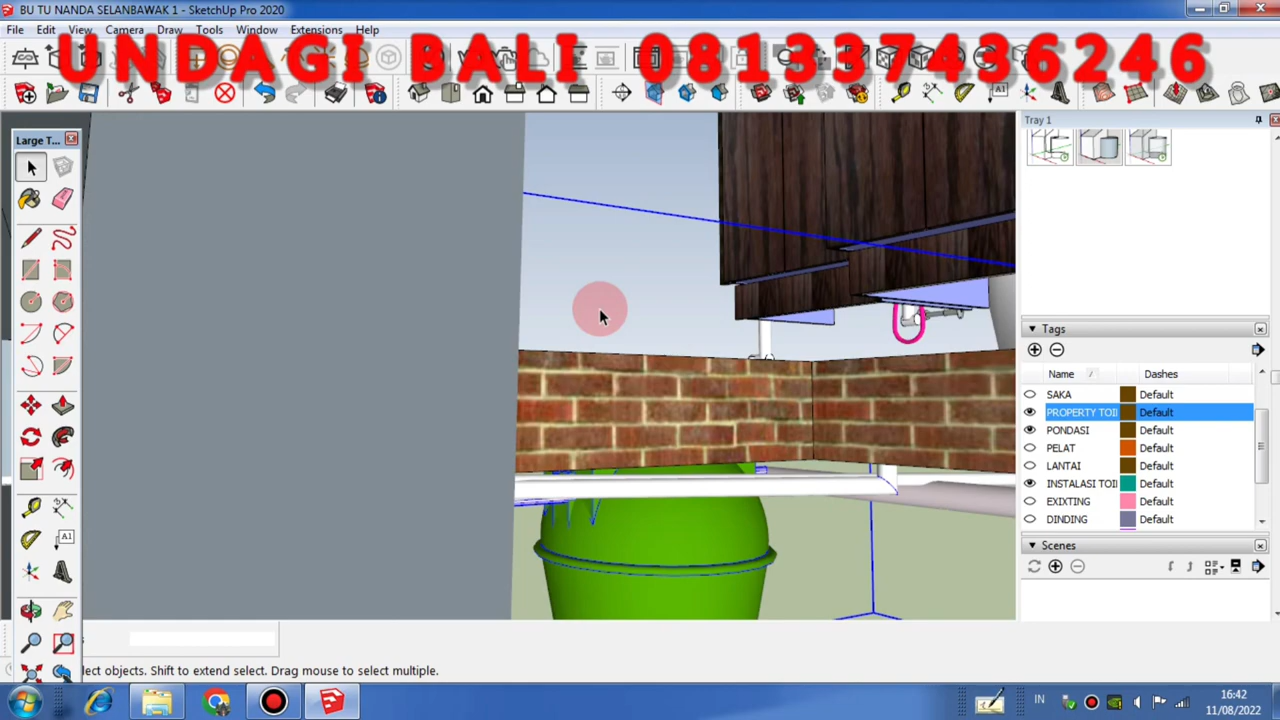 BU TU NANDA SELANBAWAK 1 - SketchUp Pro 2020
File Edit View Camera Draw Tools Window Extensions Help
UNDAGI BALI 081337436246
Large T...
Tray 1
A1
Tags
Name Dashes
SAKA Default
PROPERTY TOI Default
PONDASI Default
PELAT Default
LANTAI Default
INSTALASI TOI Default
EXIXTING Default
DINDING Default
Scenes
lect objects. Shift to extend select. Drag mouse to select multiple.
IN
16:42
11/08/2022